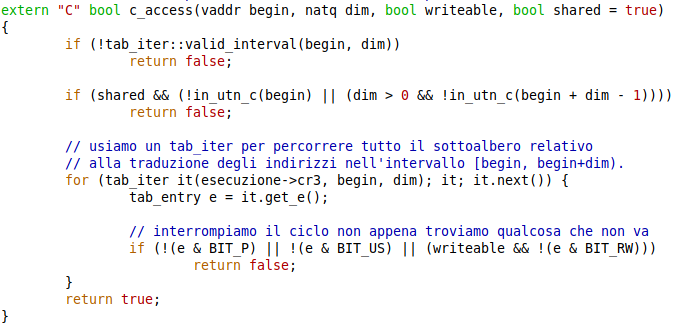 extern "C" bool c_access(vaddr begin, natq dim, bool writeable, bool shared = true)
{
        if (!tab_iter::valid_interval(begin, dim))
                return false;

        if (shared && (!in_utn_c(begin) || (dim > 0 && !in_utn_c(begin + dim - 1))))
                return false;

        // usiamo un tab_iter per percorrere tutto il sottoalbero relativo
        // alla traduzione degli indirizzi nell'intervallo [begin, begin+dim).
        for (tab_iter it(esecuzione->cr3, begin, dim); it; it.next()) {
                tab_entry e = it.get_e();

                // interrompiamo il ciclo non appena troviamo qualcosa che non va
                if (!(e & BIT_P) || !(e & BIT_US) || (writeable && !(e & BIT_RW)))
                        return false;
        }
        return true;
}